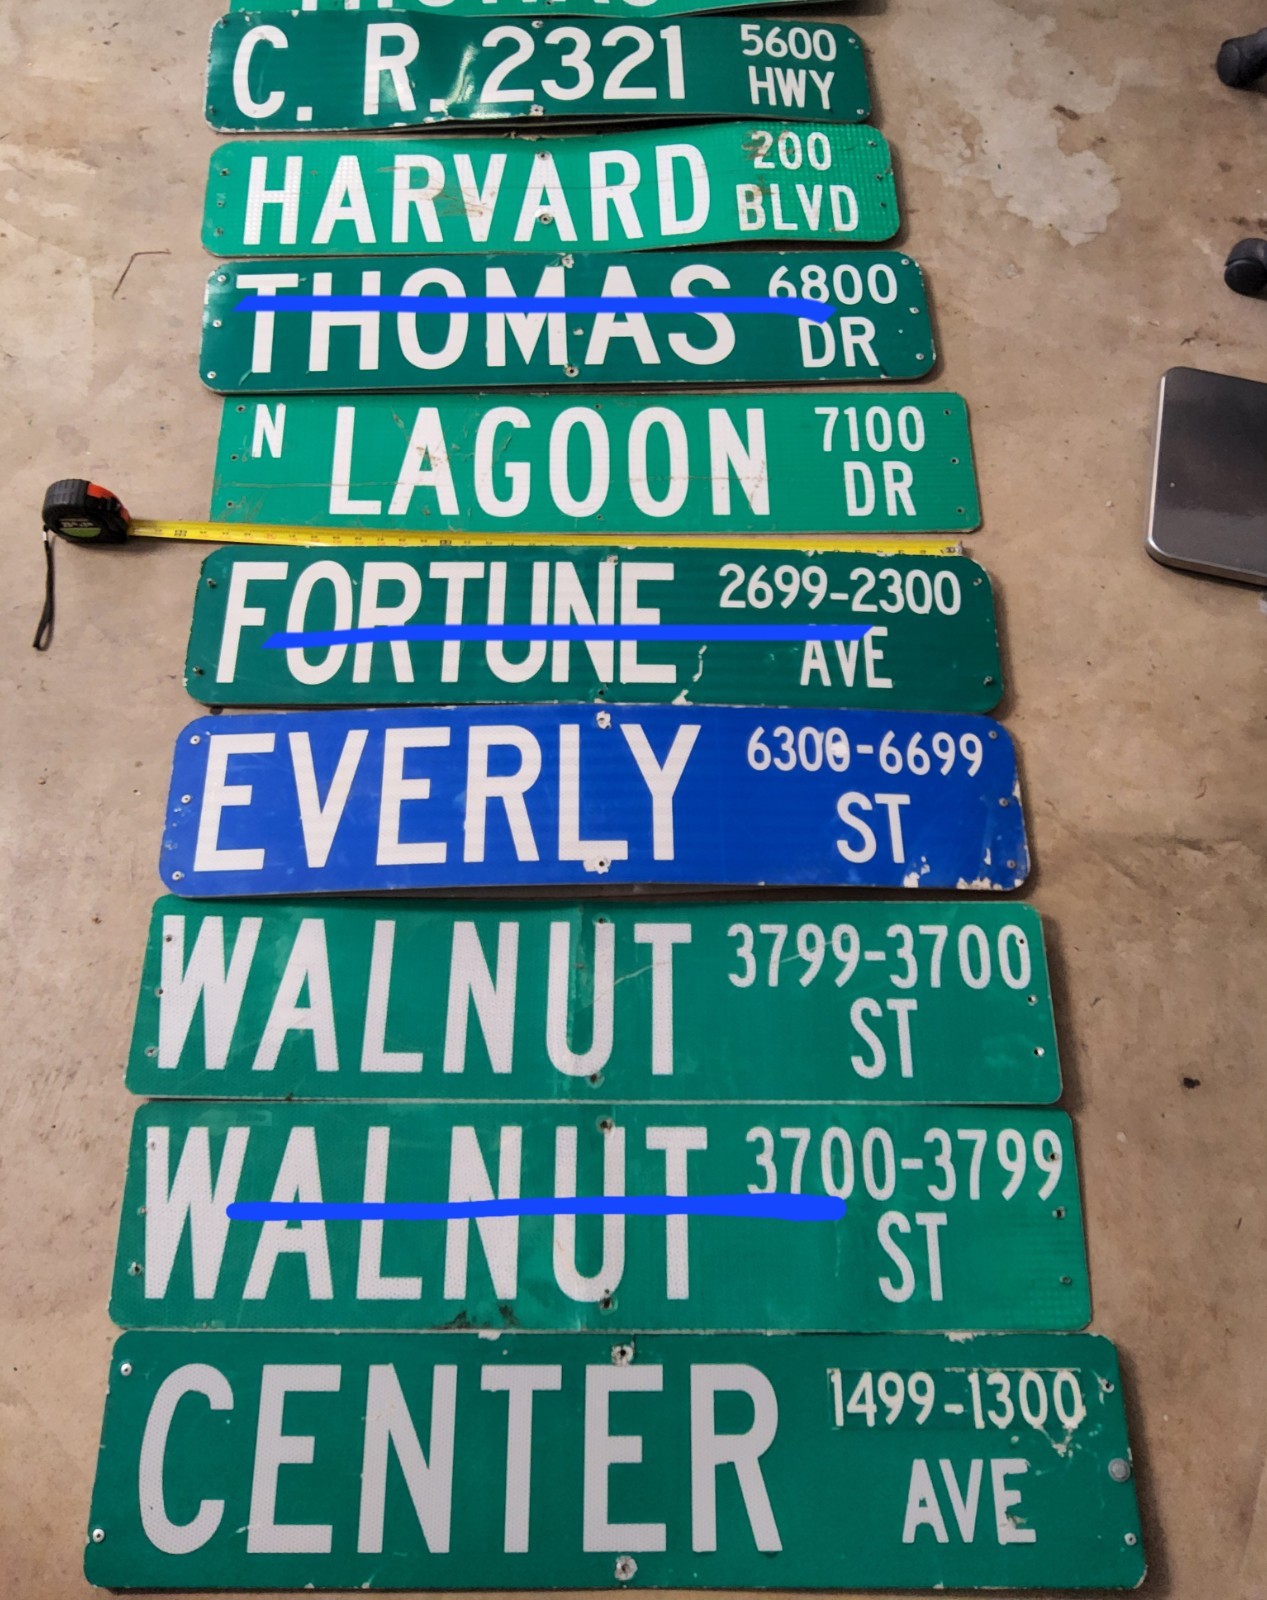 C. R. 2321 5600
HWY
HARVARD 200
BLVD
THOMAS 6800
DR
N LAGOON 7100
DR
FORTUNE 2699-2300
AVE
EVERLY 6300-6699
ST
WALNUT 3799-3700
ST
WALNUT 3700-3799
ST
CENTER 1499-1300
AVE